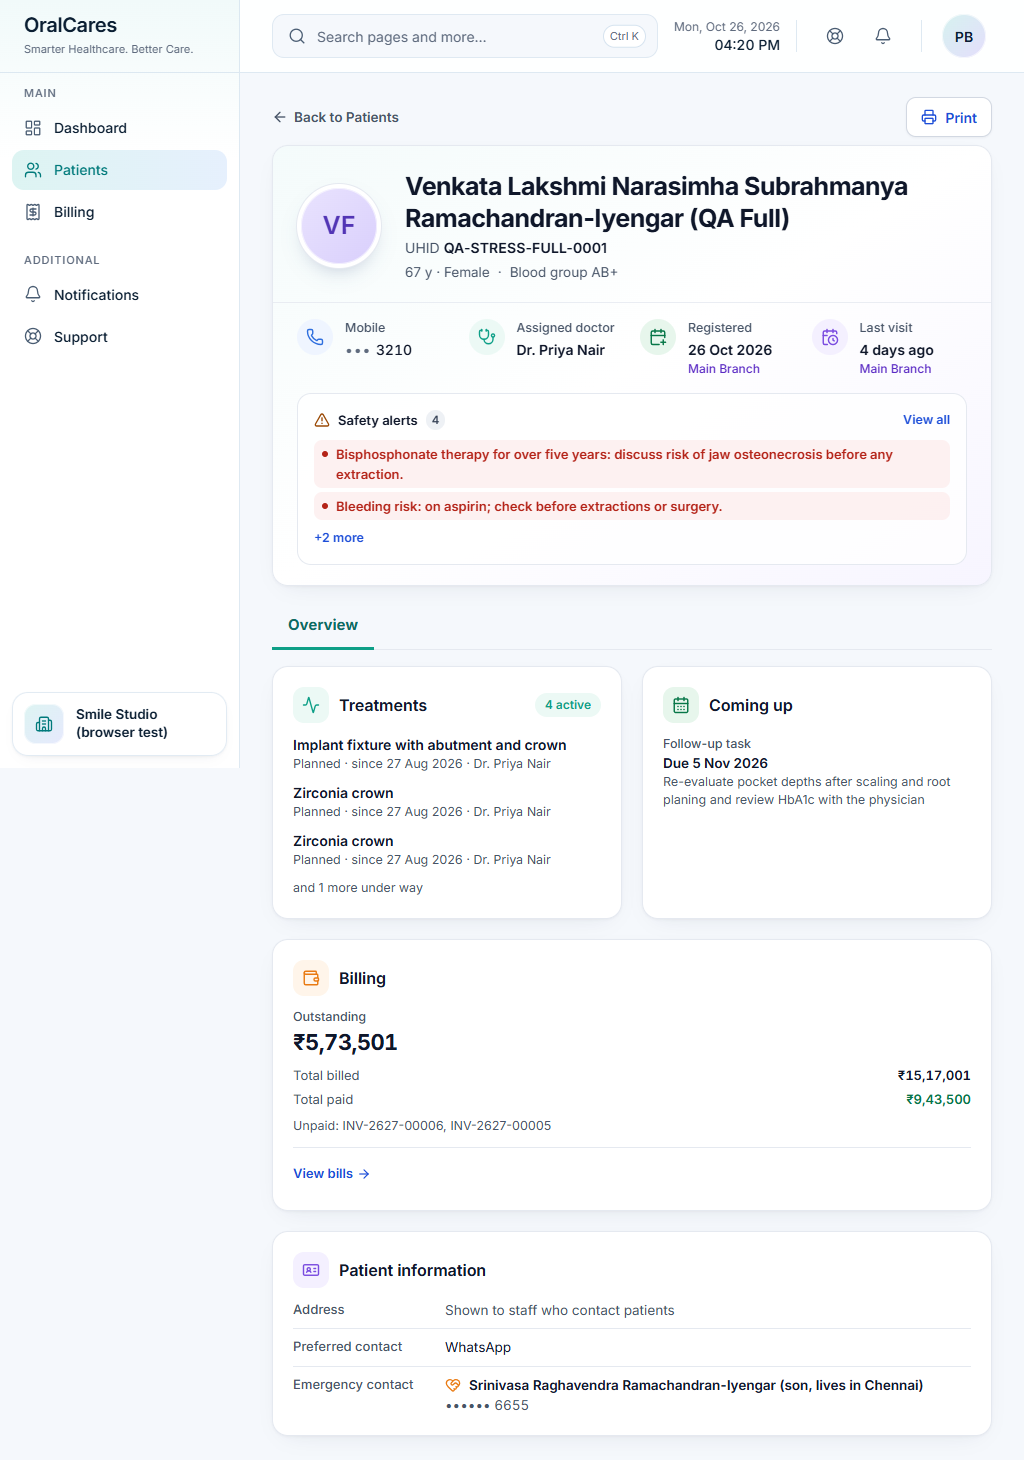 OralCares
Smarter Healthcare. Better Care.
Search pages and more...
Ctrl K
Mon, Oct 26, 2026
04:20 PM
PB
MAIN
Dashboard
Patients
Billing
ADDITIONAL
Notifications
Support
Smile Studio
(browser test)
Back to Patients
Print
VF
Venkata Lakshmi Narasimha Subrahmanya
Ramachandran-Iyengar (QA Full)
UHID QA-STRESS-FULL-0001
67 y · Female · Blood group AB+
Mobile
••• 3210
Assigned doctor
Dr. Priya Nair
Registered
26 Oct 2026
Main Branch
Last visit
4 days ago
Main Branch
Safety alerts 4
View all
Bisphosphonate therapy for over five years: discuss risk of jaw osteonecrosis before any
extraction.
Bleeding risk: on aspirin; check before extractions or surgery.
+2 more
Overview
Treatments
4 active
Implant fixture with abutment and crown
Planned · since 27 Aug 2026 · Dr. Priya Nair
Zirconia crown
Planned · since 27 Aug 2026 · Dr. Priya Nair
Zirconia crown
Planned · since 27 Aug 2026 · Dr. Priya Nair
and 1 more under way
Coming up
Follow-up task
Due 5 Nov 2026
Re-evaluate pocket depths after scaling and root
planing and review HbA1c with the physician
Billing
Outstanding
₹5,73,501
Total billed ₹15,17,001
Total paid ₹9,43,500
Unpaid: INV-2627-00006, INV-2627-00005
View bills →
Patient information
Address Shown to staff who contact patients
Preferred contact WhatsApp
Emergency contact Srinivasa Raghavendra Ramachandran-Iyengar (son, lives in Chennai)
•••••• 6655